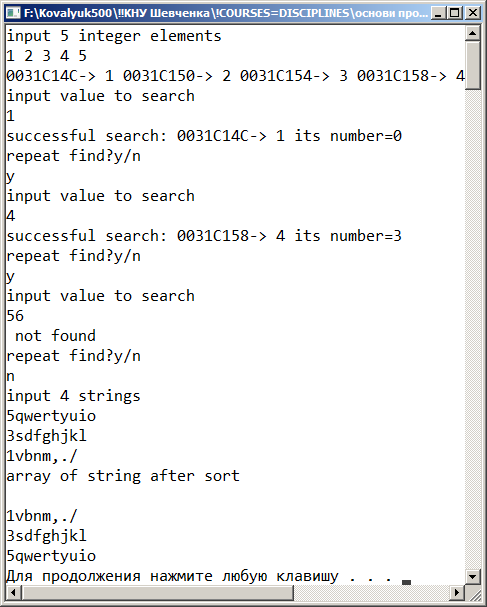 F:\Kovalyuk500\!!КНУ Шевченка\!COURSES=DISCIPLINES\основи про...
input 5 integer elements
1 2 3 4 5
0031C14C-> 1 0031C150-> 2 0031C154-> 3 0031C158-> 4
input value to search
1
successful search: 0031C14C-> 1 its number=0
repeat find?y/n
y
input value to search
4
successful search: 0031C158-> 4 its number=3
repeat find?y/n
y
input value to search
56
not found
repeat find?y/n
n
input 4 strings
5qwertyuio
3sdfghjkl
1vbnm,./
array of string after sort
1vbnm,./
3sdfghjkl
5qwertyuio
Для продолжения нажмите любую клавишу . . .